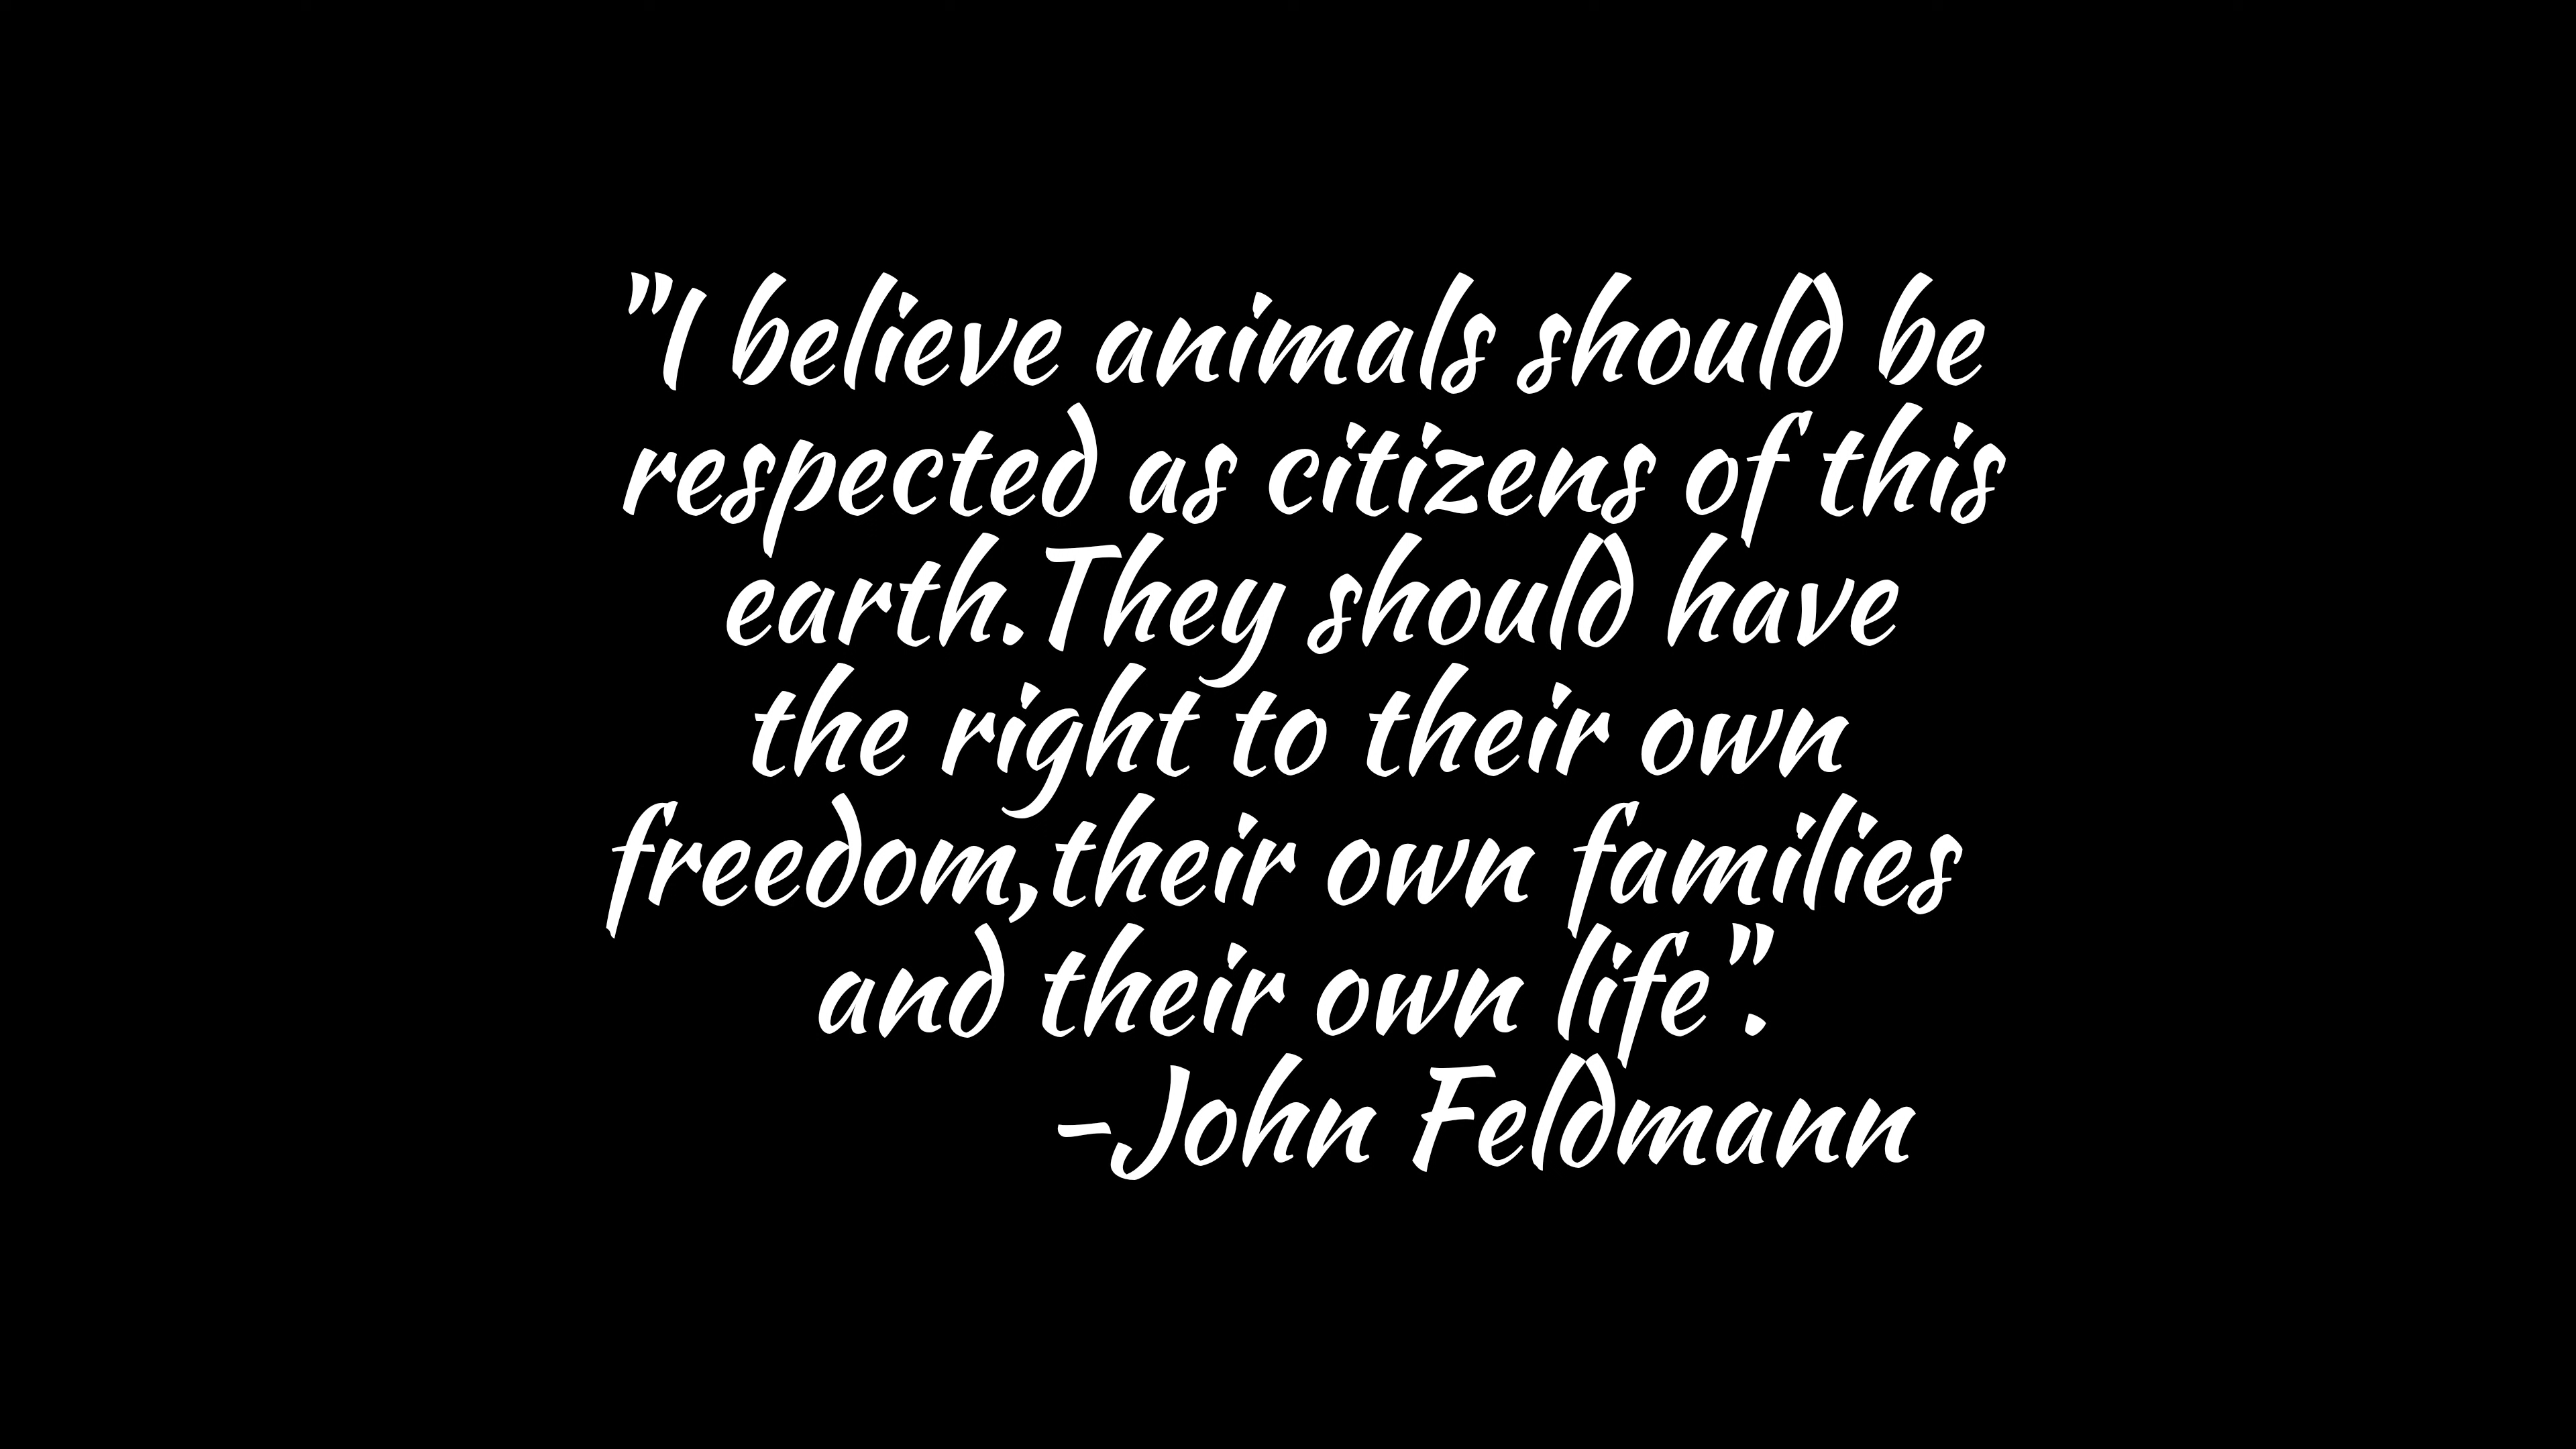 "I believe animals should be
respected as citizens of this
earth.They should have
the right to their own
freedom,their own families
and their own life".
-John Feldmann